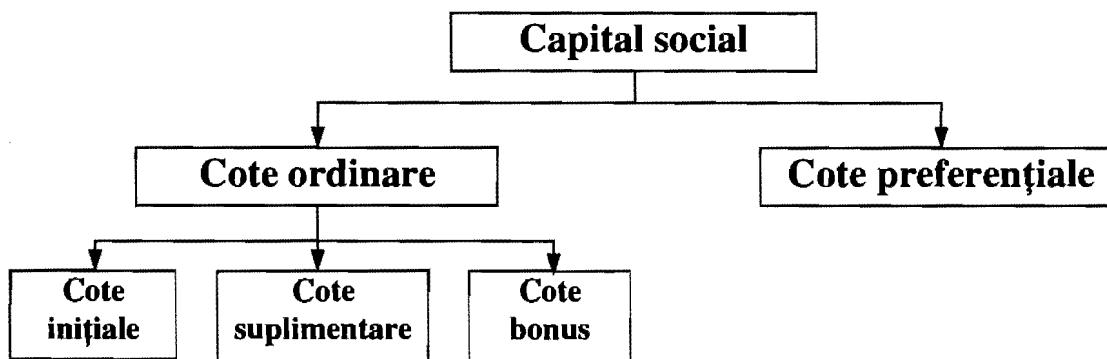 Capital social
Cote ordinare
Cote preferențiale
Cote
inițiale
Cote
suplimentare
Cote
bonus